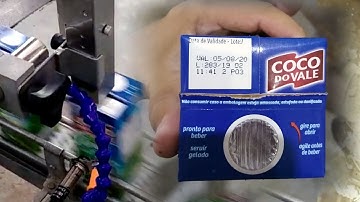 Data de Validade - Lote:
VAL 05/08/20
L 283/19 02
11:41 2 P03
COCO
DO VALE
Não consumir caso a embalagem esteja amassada, estufada ou danificada
pronto para
beber
servir
gelado
gire para
abrir
agite antes
de beber